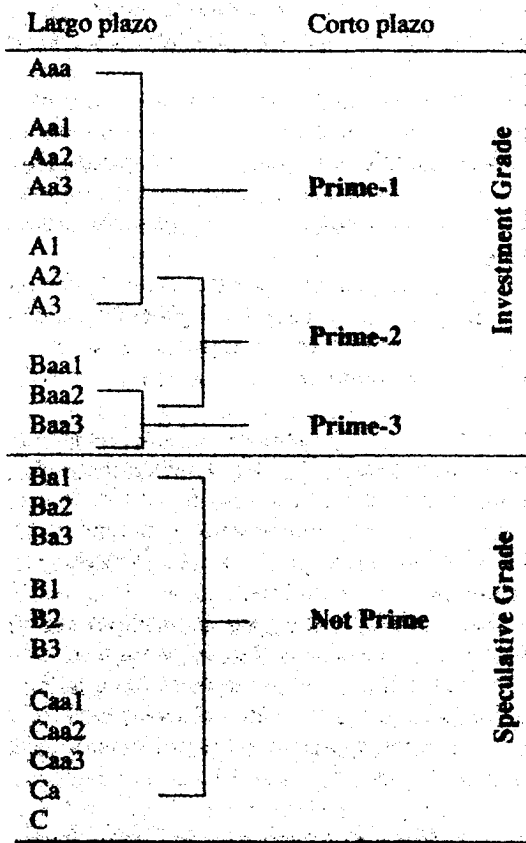 Largo plazo Corto plazo
Aaa
Aa1
Aa2
Aa3 Prime-1
A1
A2
A3
Prime-2
Baa1
Baa2
Baa3 Prime-3
Investment Grade
Ba1
Ba2
Ba3
B1
B2 Not Prime
B3
Caa1
Caa2
Caa3
Ca
C
Speculative Grade